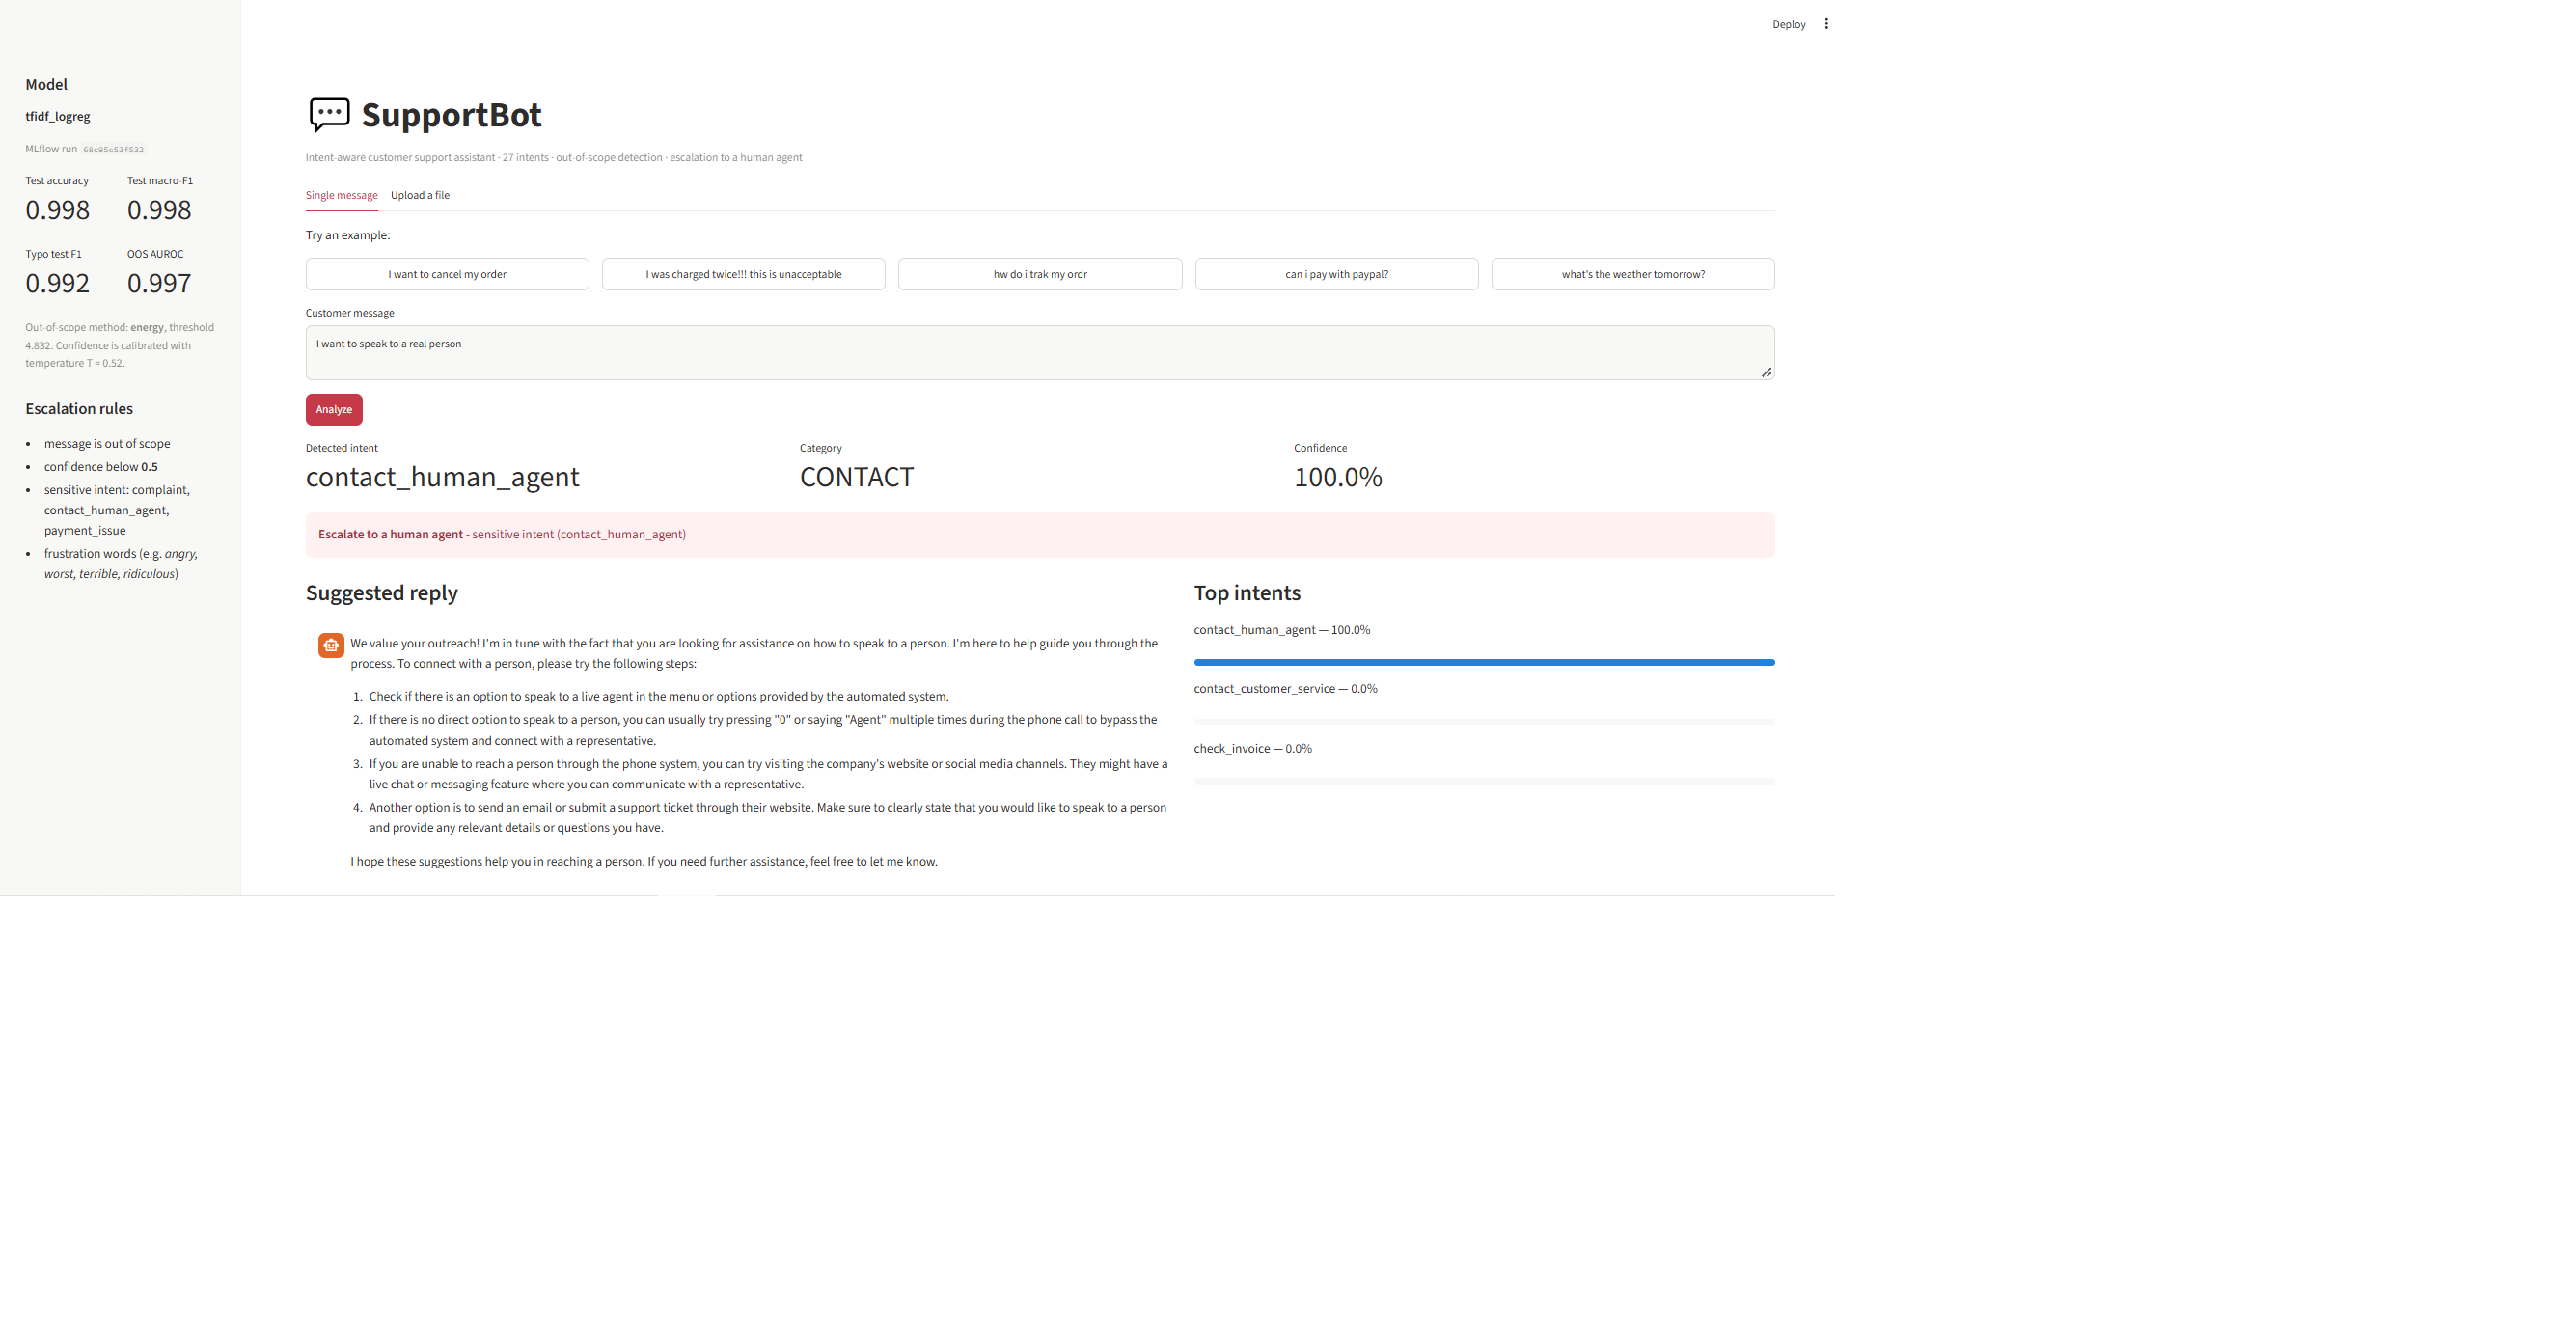 Deploy
Model
tfidf_logreg
MLflow run 68c95c53f532
Test accuracy
0.998
Test macro-F1
0.998
Typo test F1
0.992
OOS AUROC
0.997
Out-of-scope method: energy, threshold
4.832. Confidence is calibrated with
temperature T = 0.52.
Escalation rules
• message is out of scope
• confidence below 0.5
• sensitive intent: complaint,
contact_human_agent,
payment_issue
• frustration words (e.g. angry,
worst, terrible, ridiculous)
SupportBot
Intent-aware customer support assistant · 27 intents · out-of-scope detection · escalation to a human agent
Single message
Upload a file
Try an example:
I want to cancel my order
I was charged twice!!! this is unacceptable
hw do i trak my ordr
can i pay with paypal?
what's the weather tomorrow?
Customer message
I want to speak to a real person
Analyze
Detected intent
contact_human_agent
Category
CONTACT
Confidence
100.0%
Escalate to a human agent - sensitive intent (contact_human_agent)
Suggested reply
We value your outreach! I'm in tune with the fact that you are looking for assistance on how to speak to a person. I'm here to help guide you through the
process. To connect with a person, please try the following steps:
1. Check if there is an option to speak to a live agent in the menu or options provided by the automated system.
2. If there is no direct option to speak to a person, you can usually try pressing "0" or saying "Agent" multiple times during the phone call to bypass the
automated system and connect with a representative.
3. If you are unable to reach a person through the phone system, you can try visiting the company's website or social media channels. They might have a
live chat or messaging feature where you can communicate with a representative.
4. Another option is to send an email or submit a support ticket through their website. Make sure to clearly state that you would like to speak to a person
and provide any relevant details or questions you have.
I hope these suggestions help you in reaching a person. If you need further assistance, feel free to let me know.
Top intents
contact_human_agent — 100.0%
contact_customer_service — 0.0%
check_invoice — 0.0%